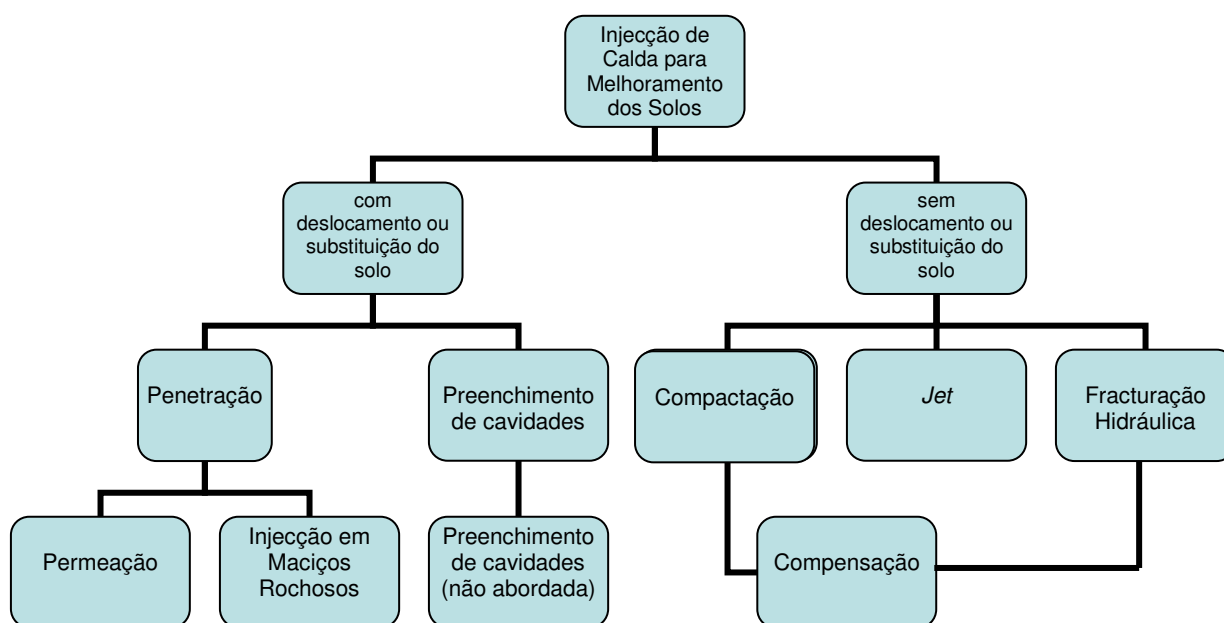 Injecção de
Calda para
Melhoramento
dos Solos
com
deslocamento ou
substituição do
solo
sem
deslocamento ou
substituição do
solo
Penetração
Preenchimento
de cavidades
Compactação
Jet
Fracturação
Hidráulica
Permeação
Injecção em
Maciços
Rochosos
Preenchimento
de cavidades
(não abordada)
Compensação